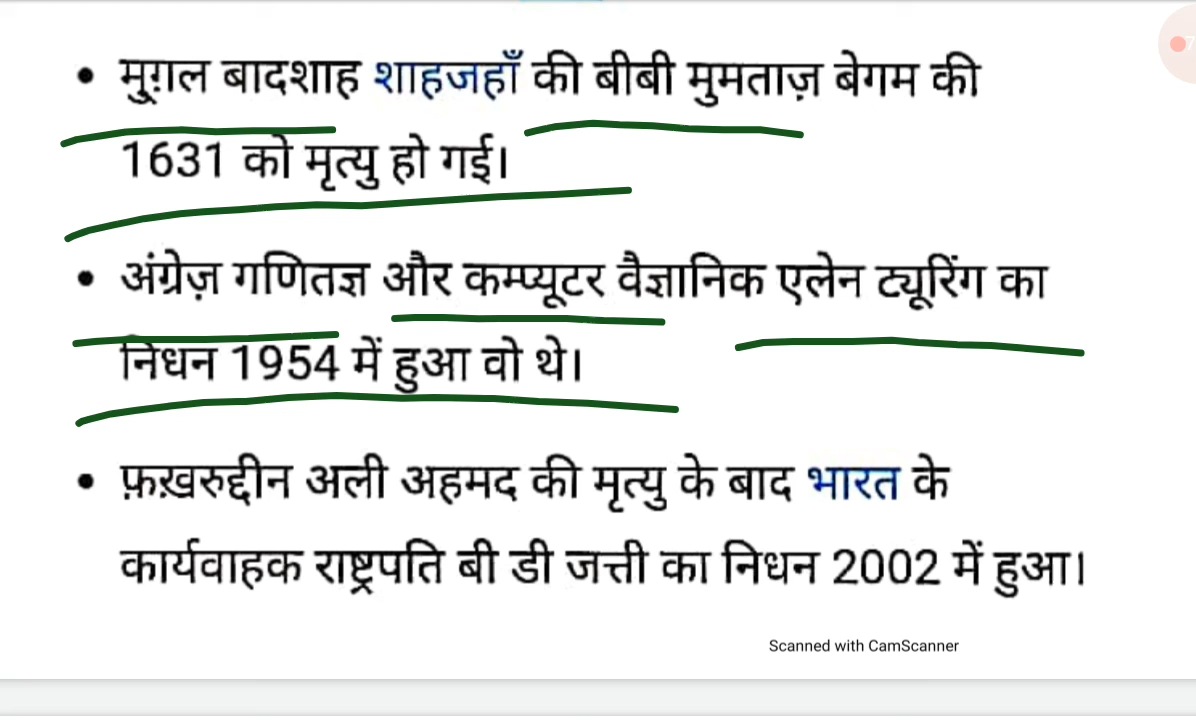 • मुग़ल बादशाह शाहजहाँ की बीबी मुमताज़ बेगम की
1631 को मृत्यु हो गई।
• अंग्रेज़ गणितज्ञ और कम्प्यूटर वैज्ञानिक एलेन ट्यूरिंग का
निधन 1954 में हुआ वो थे।
• फ़ख़रुद्दीन अली अहमद की मृत्यु के बाद भारत के
कार्यवाहक राष्ट्रपति बी डी जत्ती का निधन 2002 में हुआ।
Scanned with CamScanner